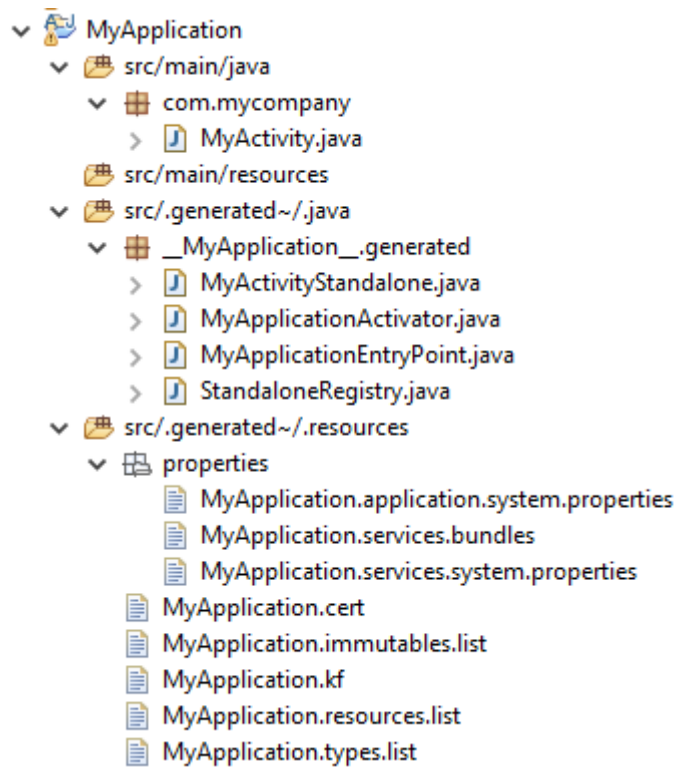 MyApplication
src/main/java
com.mycompany
MyActivity.java
src/main/resources
src/.generated~/.java
__MyApplication__.generated
MyActivityStandalone.java
MyApplicationActivator.java
MyApplicationEntryPoint.java
StandaloneRegistry.java
src/.generated~/.resources
properties
MyApplication.application.system.properties
MyApplication.services.bundles
MyApplication.services.system.properties
MyApplication.cert
MyApplication.immutables.list
MyApplication.kf
MyApplication.resources.list
MyApplication.types.list